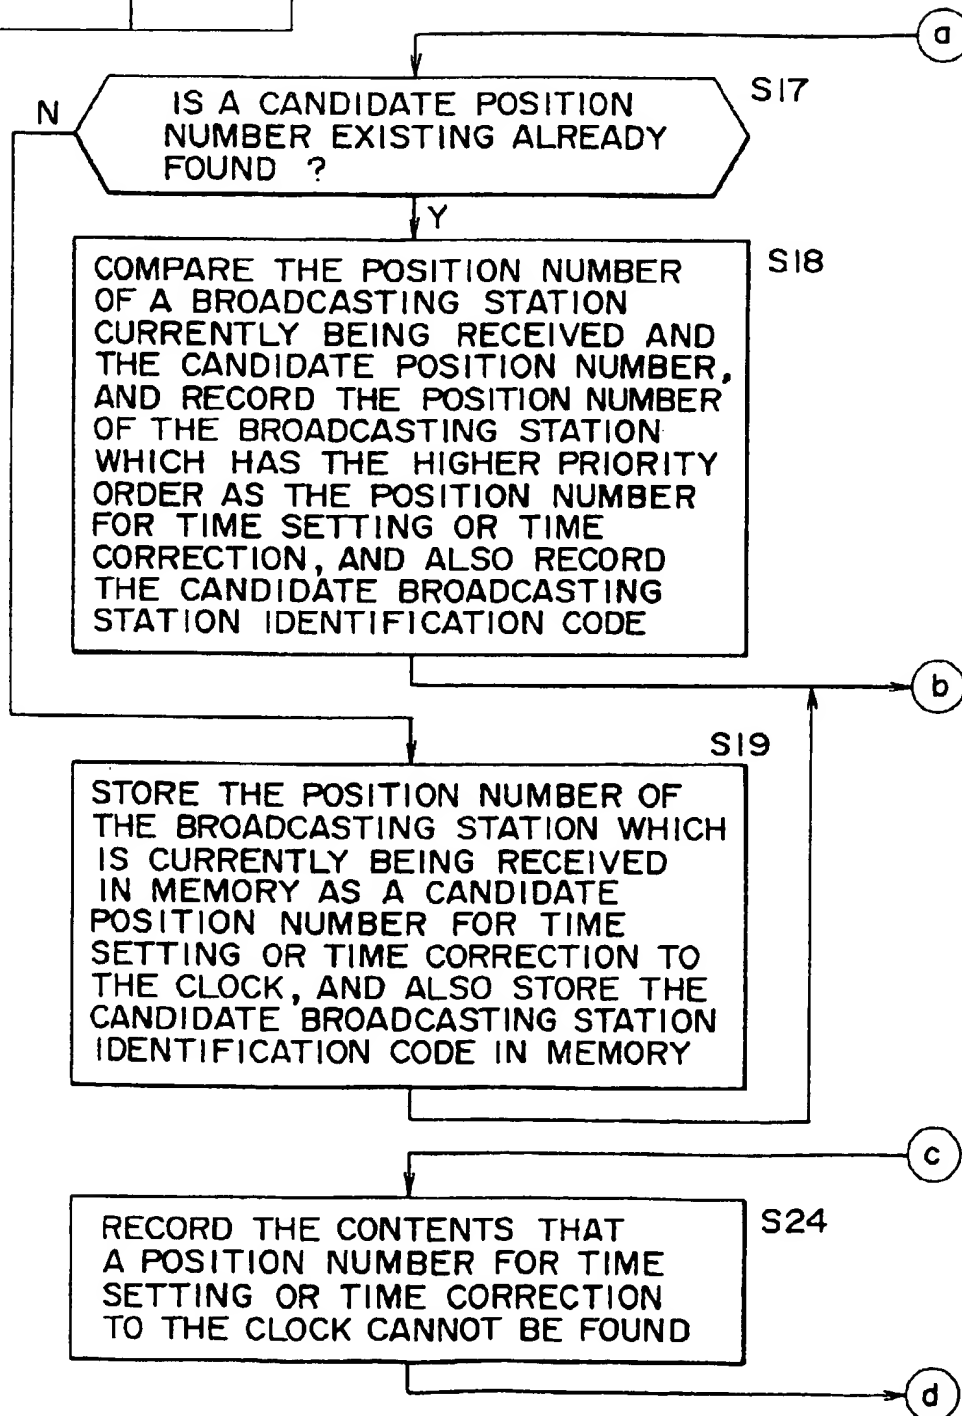 a
S17
IS A CANDIDATE POSITION
NUMBER EXISTING ALREADY
FOUND ?
N
Y
S18
COMPARE THE POSITION NUMBER
OF A BROADCASTING STATION
CURRENTLY BEING RECEIVED AND
THE CANDIDATE POSITION NUMBER,
AND RECORD THE POSITION NUMBER
OF THE BROADCASTING STATION
WHICH HAS THE HIGHER PRIORITY
ORDER AS THE POSITION NUMBER
FOR TIME SETTING OR TIME
CORRECTION, AND ALSO RECORD
THE CANDIDATE BROADCASTING
STATION IDENTIFICATION CODE
b
S19
STORE THE POSITION NUMBER OF
THE BROADCASTING STATION WHICH
IS CURRENTLY BEING RECEIVED
IN MEMORY AS A CANDIDATE
POSITION NUMBER FOR TIME
SETTING OR TIME CORRECTION TO
THE CLOCK, AND ALSO STORE THE
CANDIDATE BROADCASTING STATION
IDENTIFICATION CODE IN MEMORY
c
S24
RECORD THE CONTENTS THAT
A POSITION NUMBER FOR TIME
SETTING OR TIME CORRECTION
TO THE CLOCK CANNOT BE FOUND
d